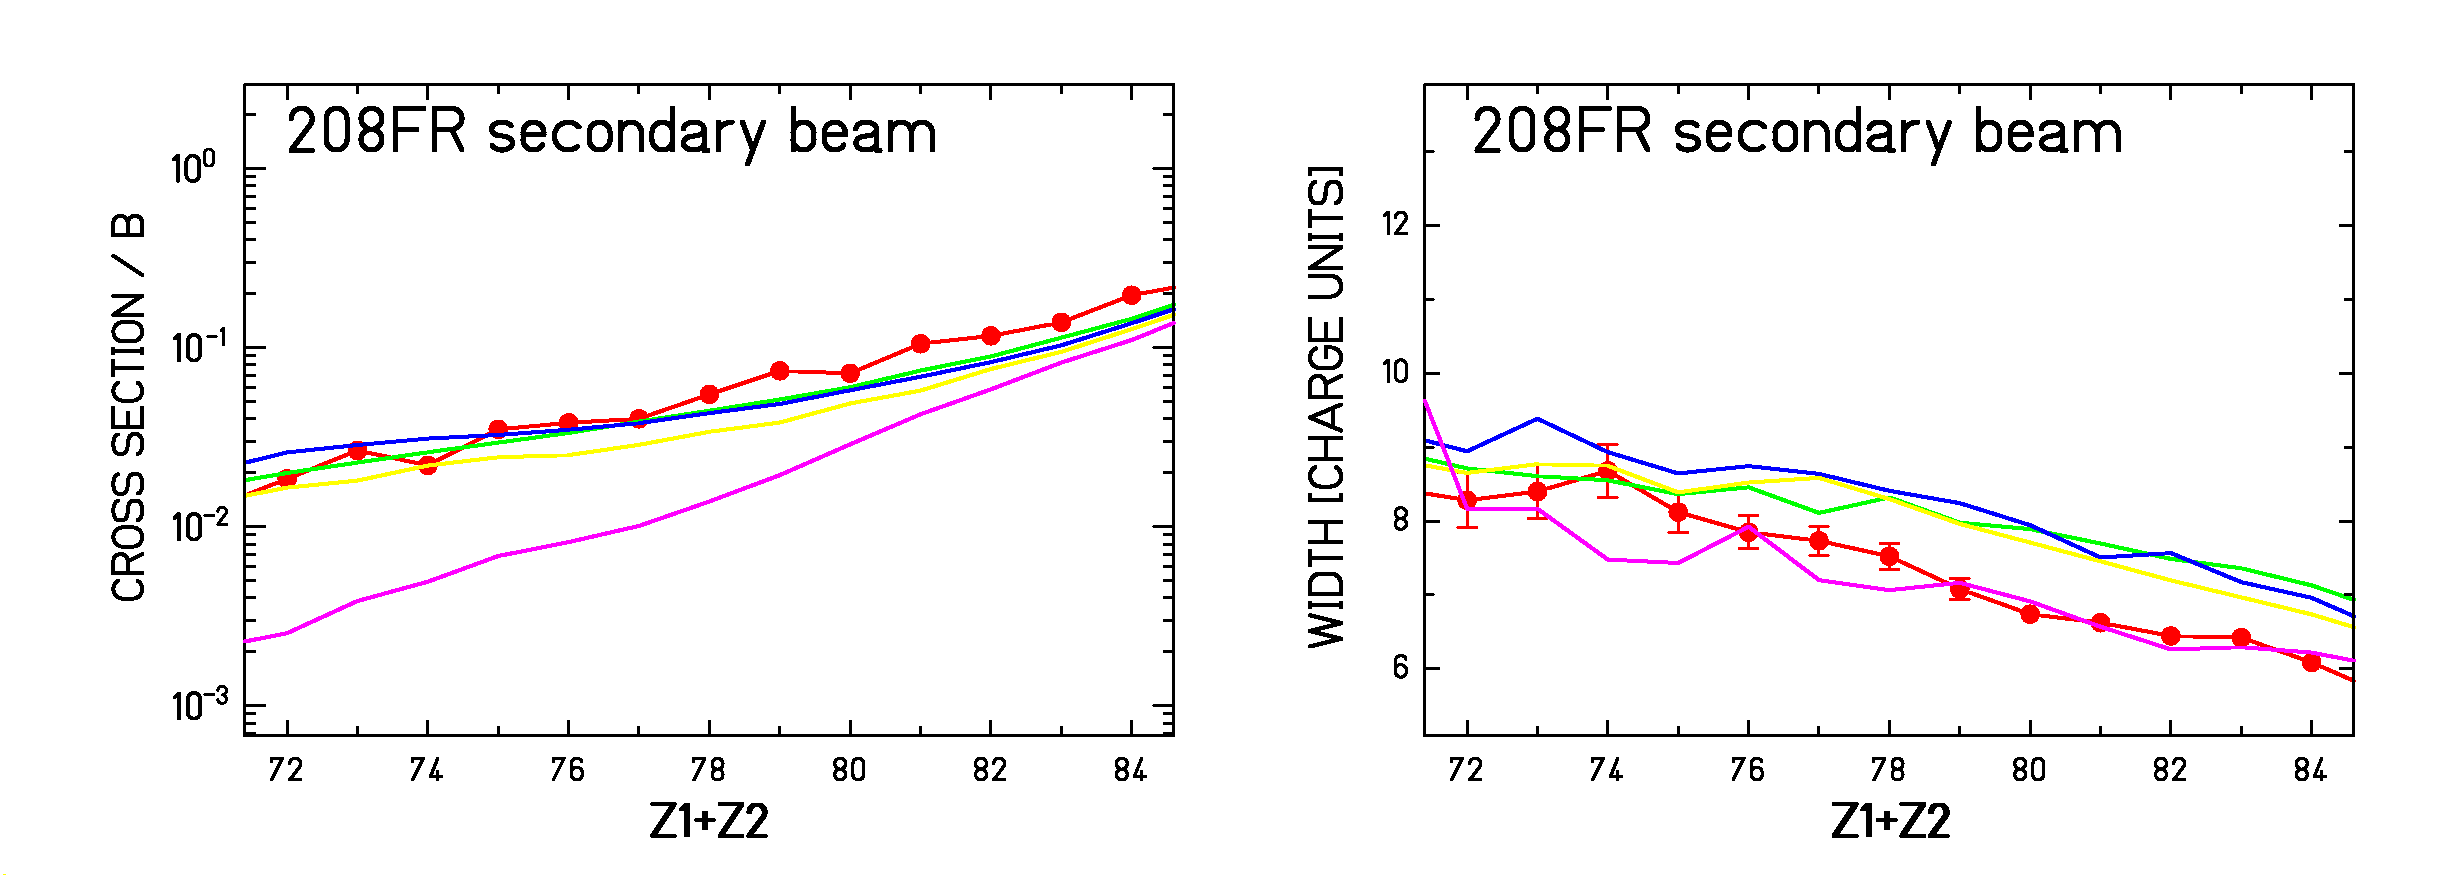 208FR secondary beam
CROSS SECTION / B
10⁰
10⁻¹
10⁻²
10⁻³
72 74 76 78 80 82 84
Z1+Z2
208FR secondary beam
WIDTH [CHARGE UNITS]
12
10
8
6
72 74 76 78 80 82 84
Z1+Z2